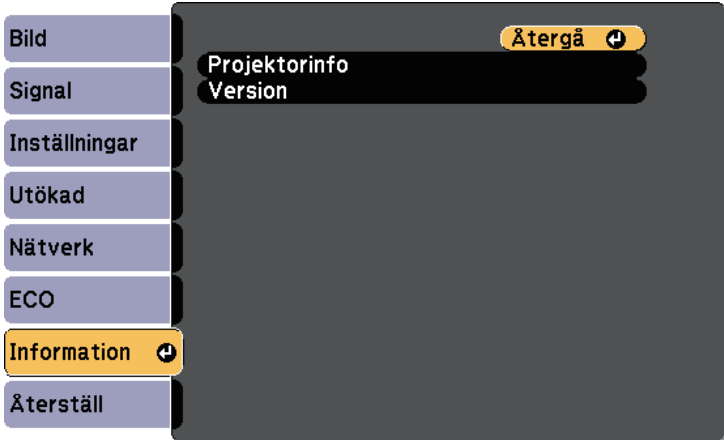 Bild
Signal
Inställningar
Utökad
Nätverk
ECO
Information
Återställ
Återgå
Projektorinfo
Version